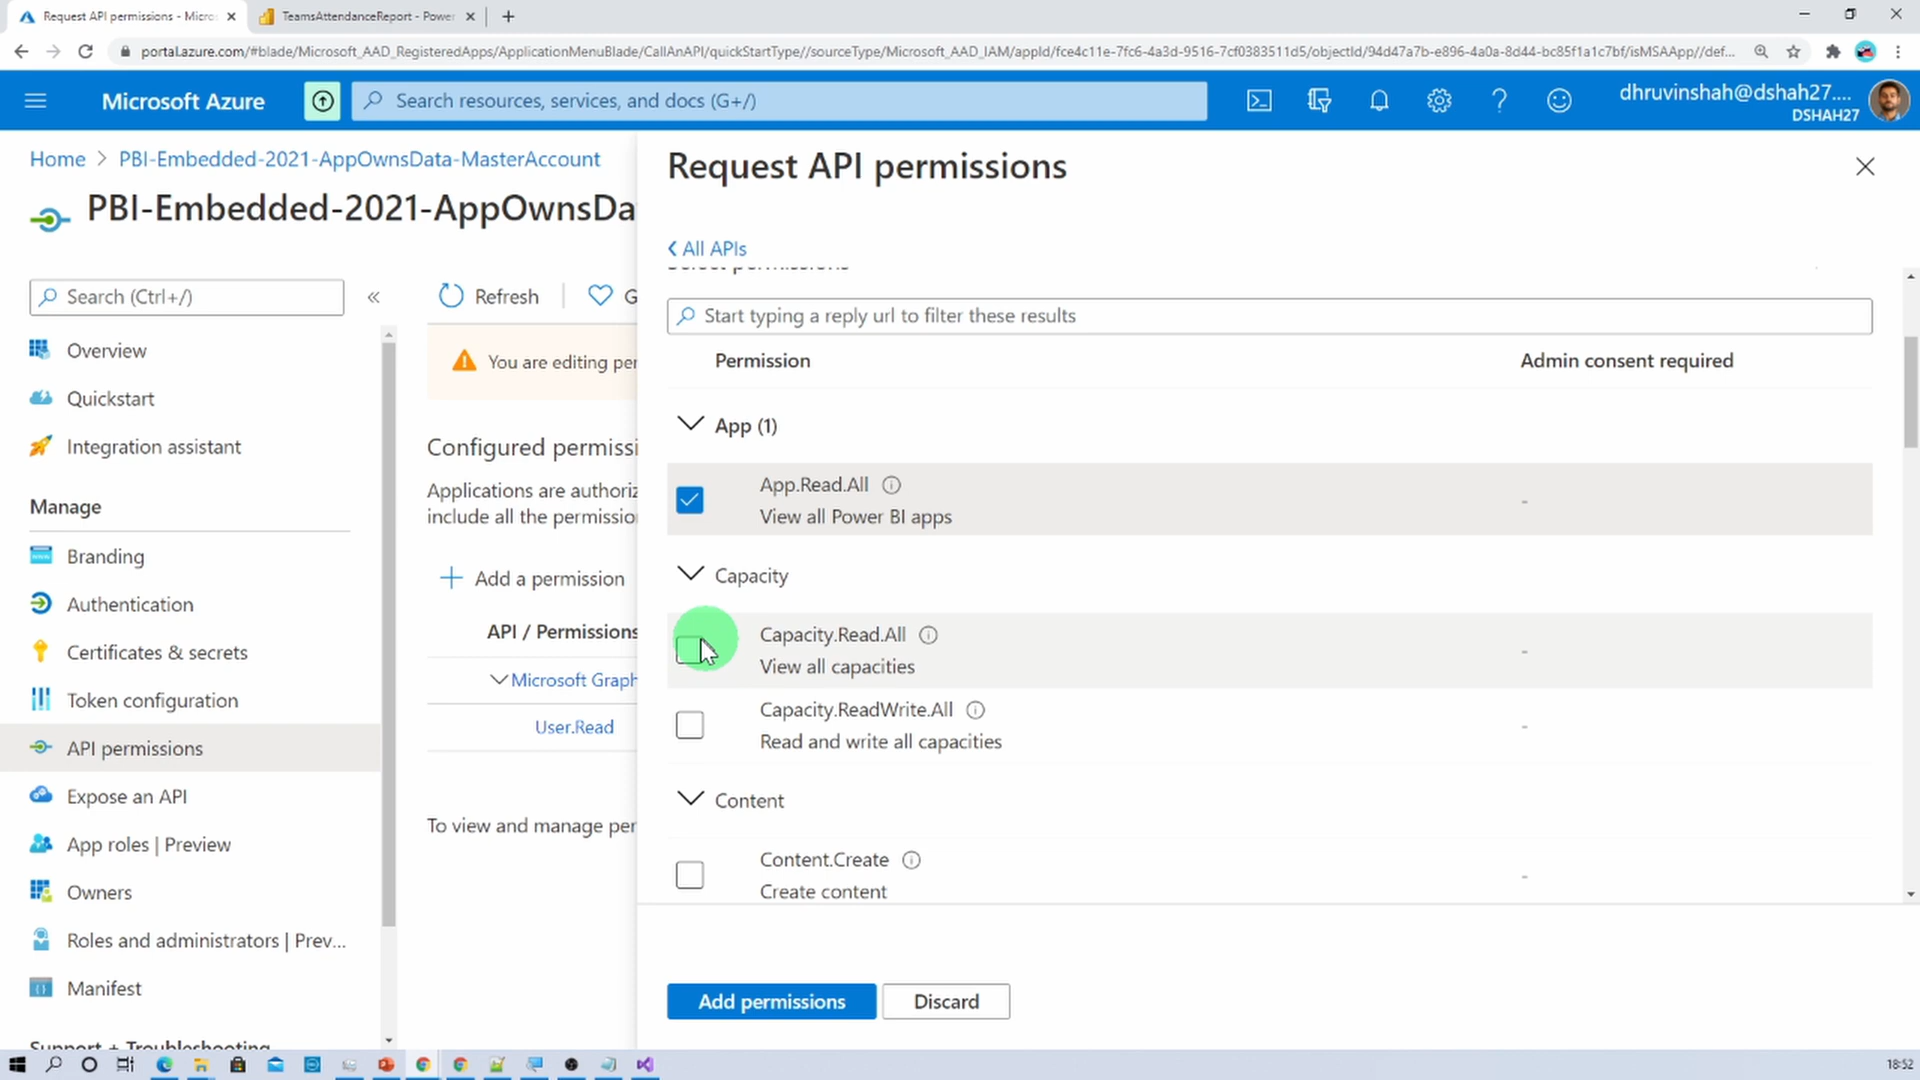 Request API permissions - Micro
TeamsAttendanceReport - Power
portal.azure.com/#blade/Microsoft_AAD_RegisteredApps/ApplicationMenuBlade/CallAnAPI/quickStartType//sourceType/Microsoft_AAD_IAM/appId/fce4c11e-7fc6-4a3d-9516-7cf0383511d5/objectId/94d47a7b-e896-4a0a-8d44-bc85f1a1c7bf/isMSAApp//def...
Microsoft Azure
Search resources, services, and docs (G+/)
dhruvinshah@dshah27....
DSHAH27
Home > PBI-Embedded-2021-AppOwnsData-MasterAccount
PBI-Embedded-2021-AppOwnsDa
Search (Ctrl+/)
«
Overview
Quickstart
Integration assistant
Manage
Branding
Authentication
Certificates & secrets
Token configuration
API permissions
Expose an API
App roles | Preview
Owners
Roles and administrators | Prev...
Manifest
Support + Troubleshooting
Refresh
G
You are editing per
Configured permissi
Applications are authoriz
include all the permission
Add a permission
API / Permissions
Microsoft Graph
User.Read
To view and manage per
Request API permissions
All APIs
Select permissions
Start typing a reply url to filter these results
Permission
Admin consent required
App (1)
App.Read.All
-
View all Power BI apps
Capacity
Capacity.Read.All
-
View all capacities
Capacity.ReadWrite.All
-
Read and write all capacities
Content
Content.Create
-
Create content
Add permissions
Discard
18:52